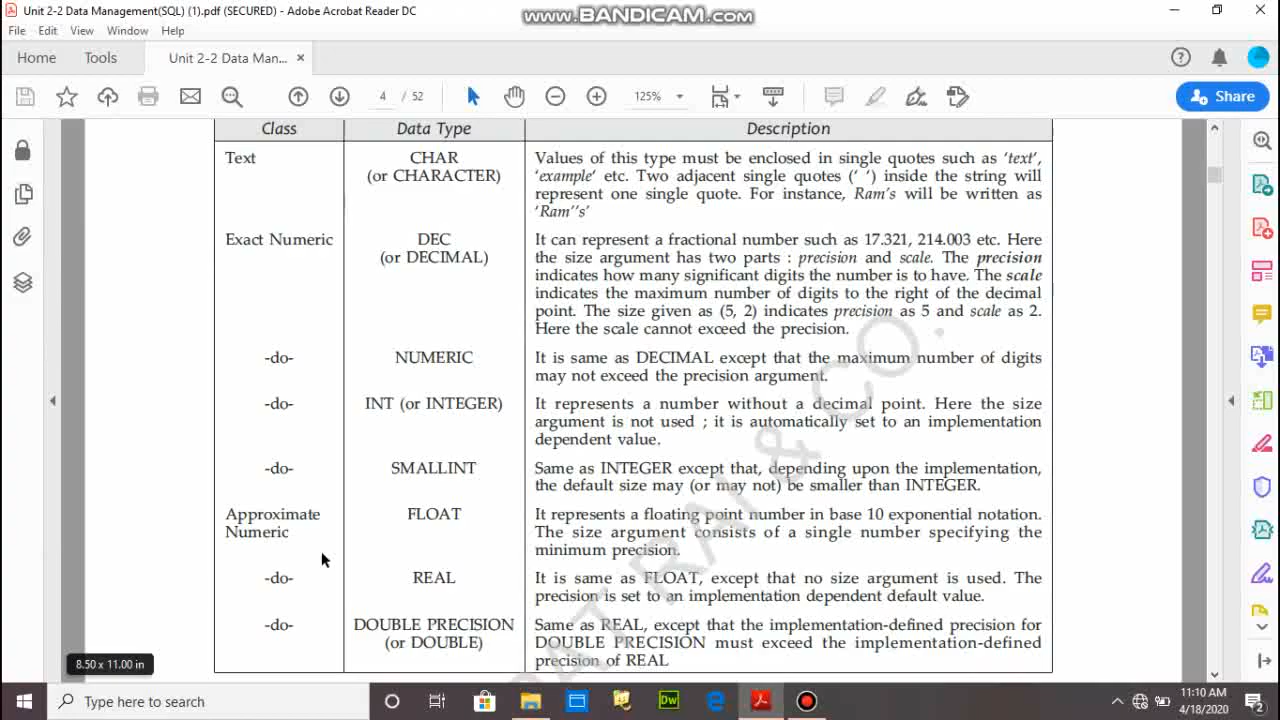 Unit 2-2 Data Management(SQL) (1).pdf (SECURED) - Adobe Acrobat Reader DC
WWW.BANDICAM.COM
File Edit View Window Help
Home Tools Unit 2-2 Data Man... ×
4 / 52 125% Share
Class Data Type Description
Text CHAR Values of this type must be enclosed in single quotes such as 'text',
(or CHARACTER) 'example' etc. Two adjacent single quotes (' ') inside the string will
represent one single quote. For instance, Ram's will be written as
'Ram''s'
Exact Numeric DEC It can represent a fractional number such as 17.321, 214.003 etc. Here
(or DECIMAL) the size argument has two parts : precision and scale. The precision
indicates how many significant digits the number is to have. The scale
indicates the maximum number of digits to the right of the decimal
point. The size given as (5, 2) indicates precision as 5 and scale as 2.
Here the scale cannot exceed the precision.
-do- NUMERIC It is same as DECIMAL except that the maximum number of digits
may not exceed the precision argument.
-do- INT (or INTEGER) It represents a number without a decimal point. Here the size
argument is not used ; it is automatically set to an implementation
dependent value.
-do- SMALLINT Same as INTEGER except that, depending upon the implementation,
the default size may (or may not) be smaller than INTEGER.
Approximate FLOAT It represents a floating point number in base 10 exponential notation.
Numeric The size argument consists of a single number specifying the
minimum precision.
-do- REAL It is same as FLOAT, except that no size argument is used. The
precision is set to an implementation dependent default value.
-do- DOUBLE PRECISION Same as REAL, except that the implementation-defined precision for
(or DOUBLE) DOUBLE PRECISION must exceed the implementation-defined
precision of REAL
PAT RAI & CO.
8.50 x 11.00 in
Type here to search Dw 11:10 AM
4/18/2020 2